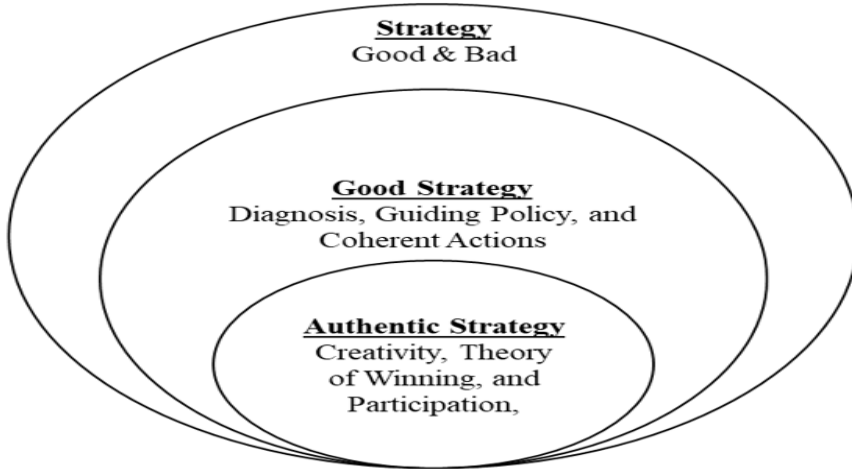 Strategy
Good & Bad
Good Strategy
Diagnosis, Guiding Policy, and
Coherent Actions
Authentic Strategy
Creativity, Theory
of Winning, and
Participation,